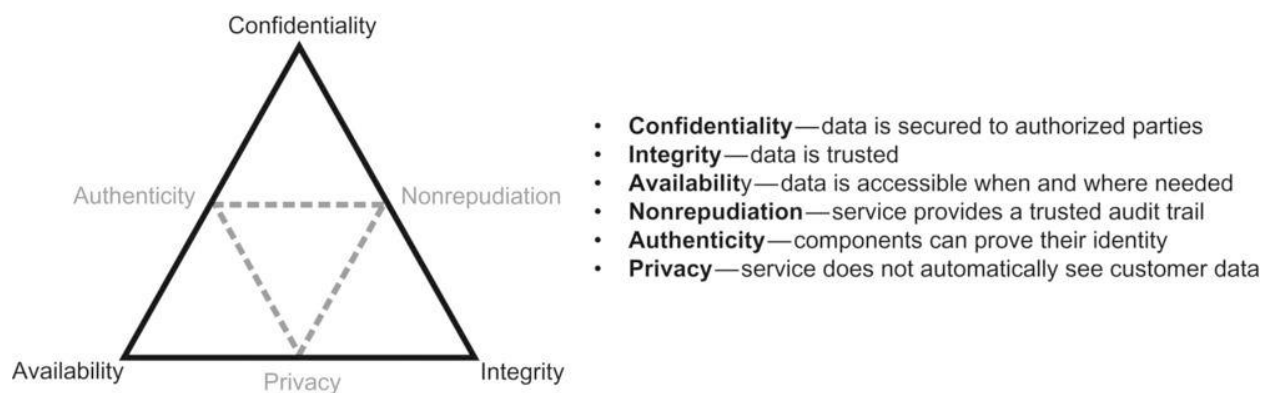 Confidentiality
Authenticity
Nonrepudiation
Availability
Privacy
Integrity
• Confidentiality—data is secured to authorized parties
• Integrity—data is trusted
• Availability—data is accessible when and where needed
• Nonrepudiation—service provides a trusted audit trail
• Authenticity—components can prove their identity
• Privacy—service does not automatically see customer data